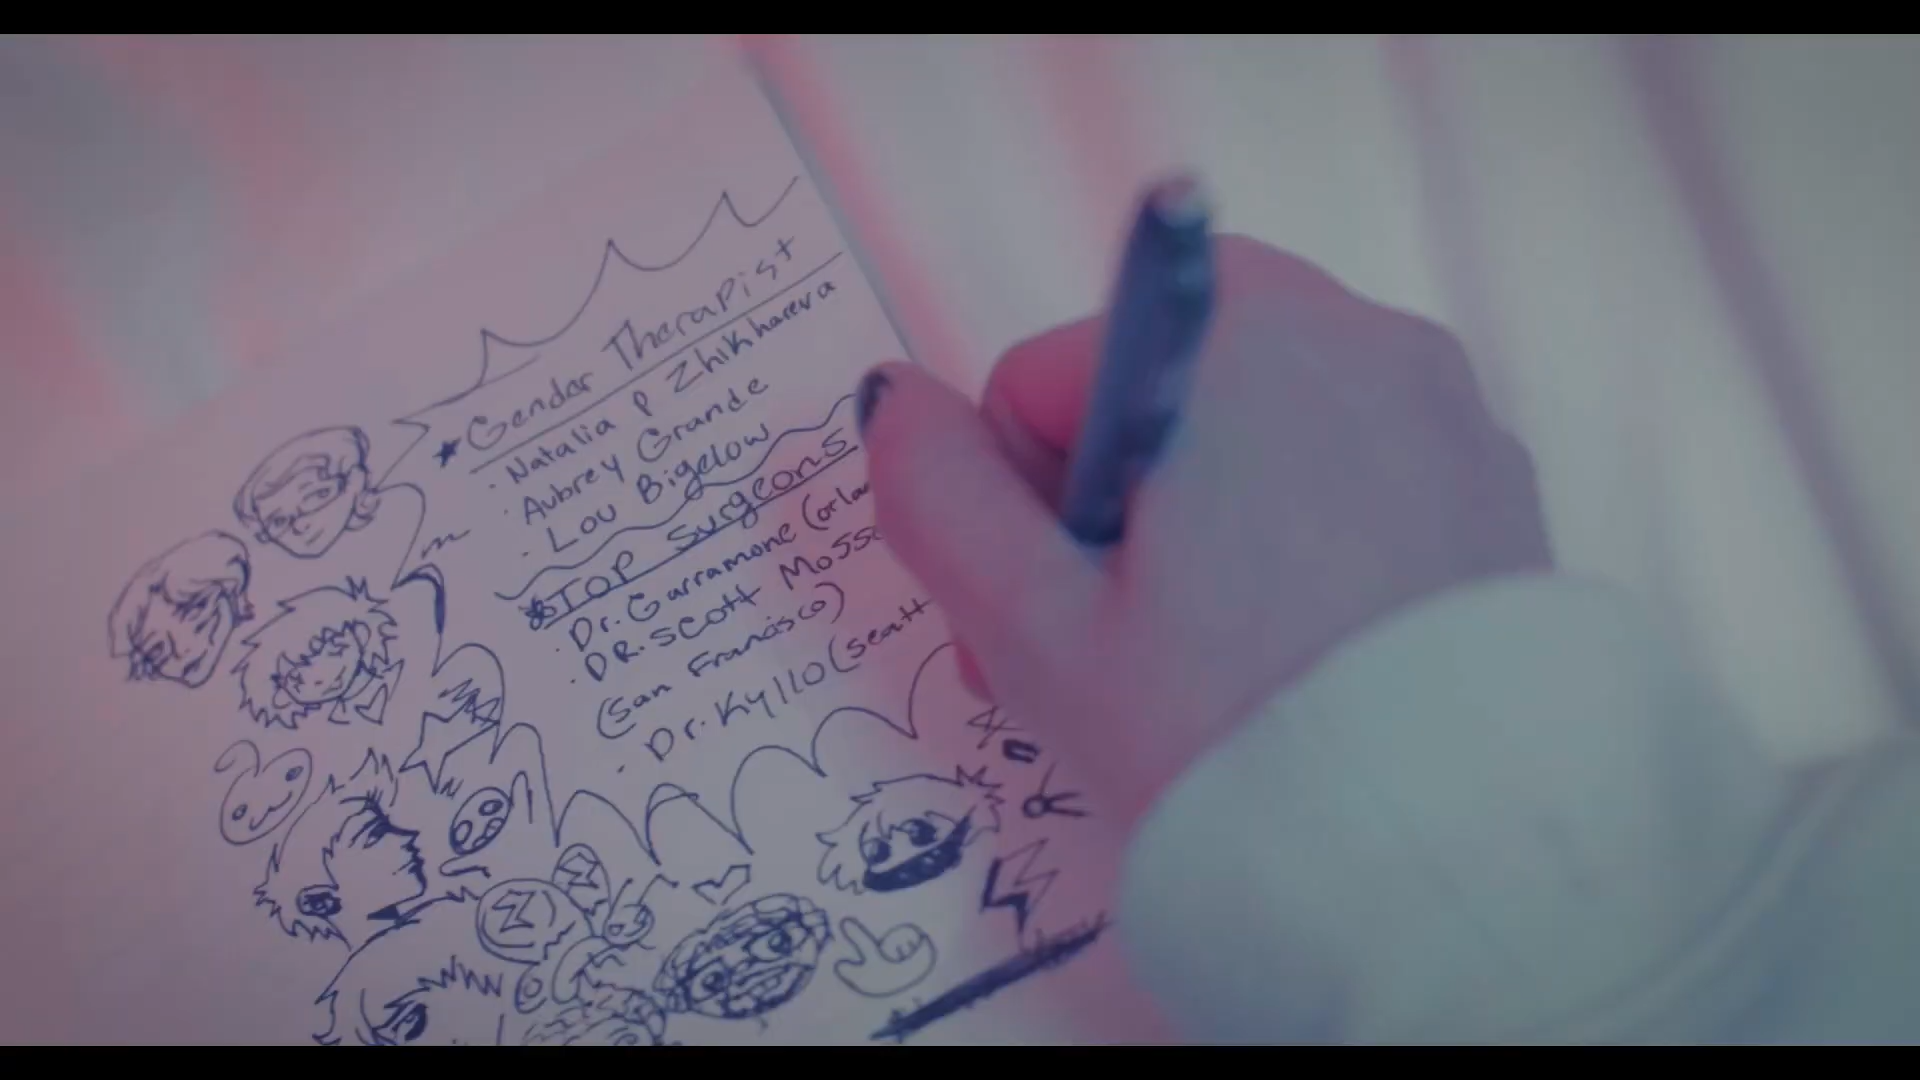 Gender Therapist
· Natalia P Zhikhareva
· Aubrey Grande
· Lou Bigelow
TOP Surgeons
· Dr. Garramone (orla
· DR. SCOTT Moss
(San Francisco)
· Dr. Kyllo (seatt